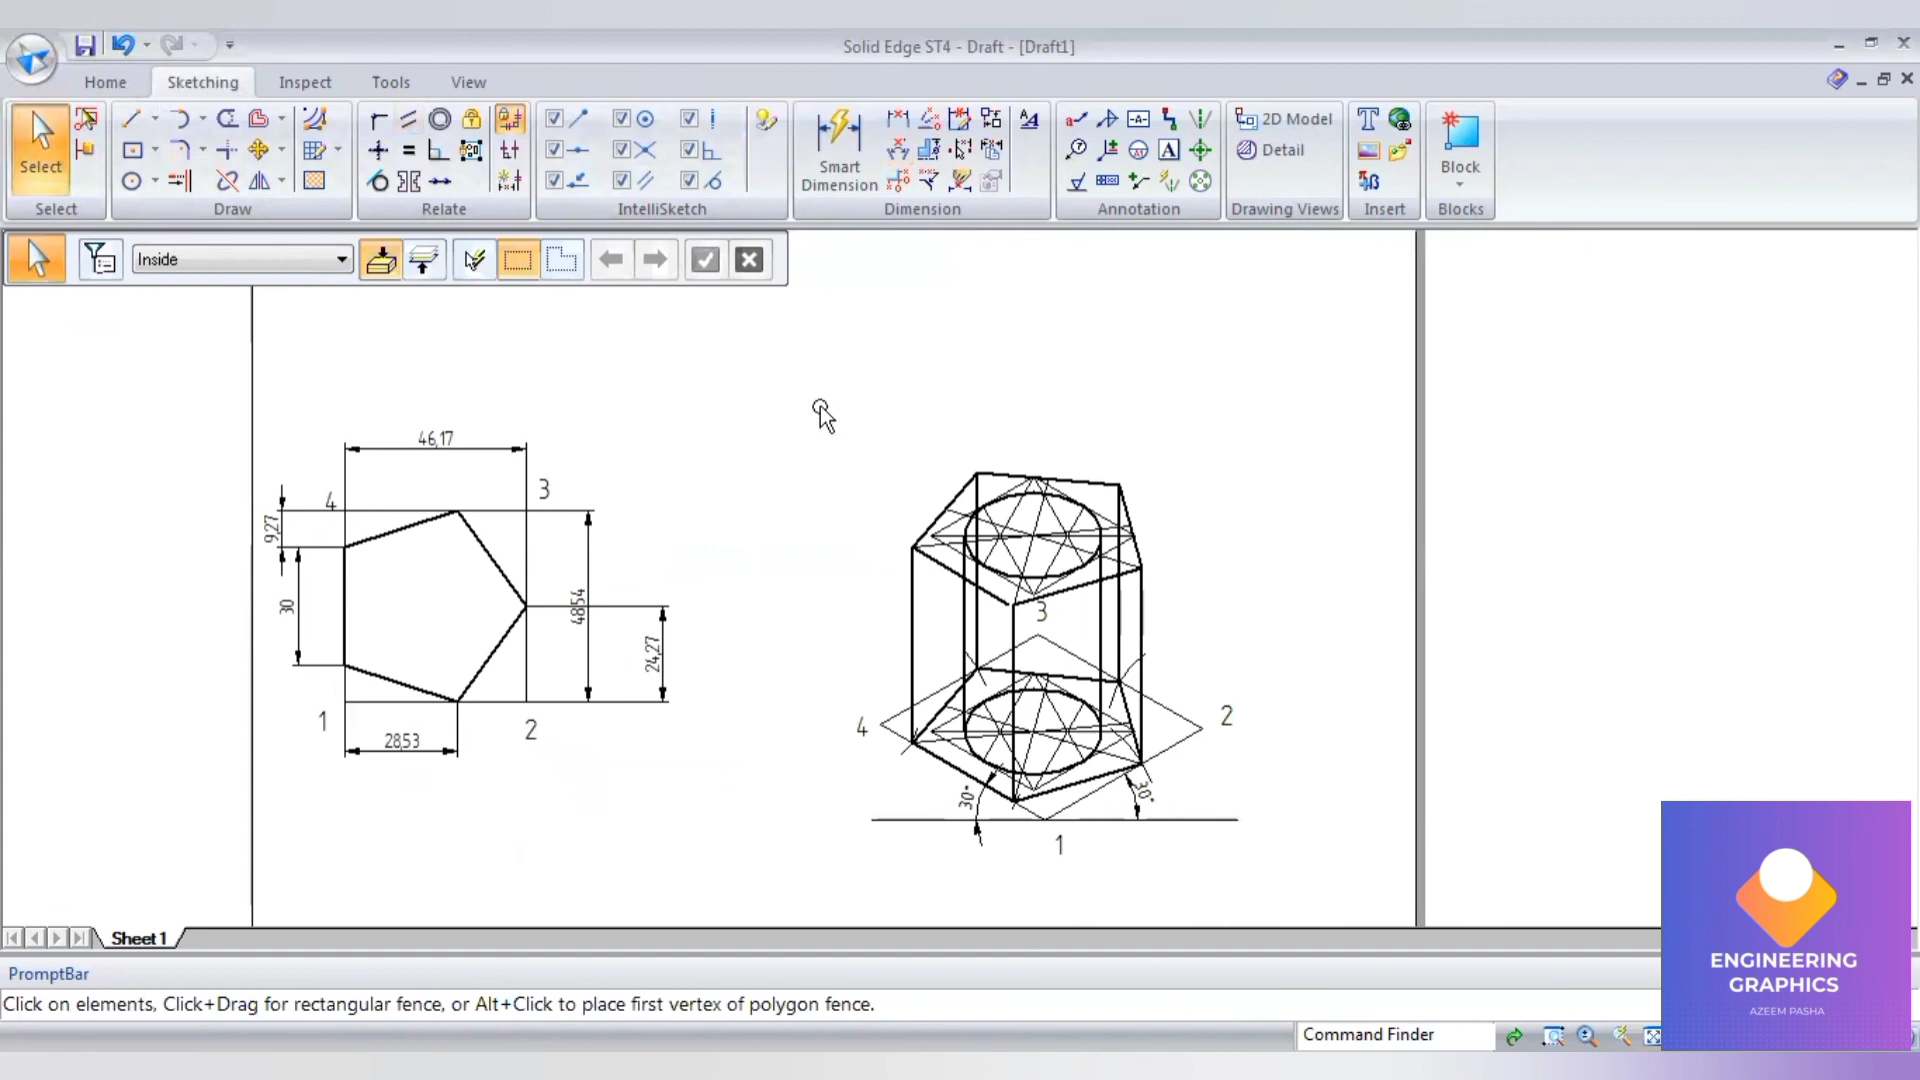 Solid Edge ST4 - Draft - [Draft1]
Home Sketching Inspect Tools View
Select
Smart Dimension
2D Model
Detail
Block
Select Draw Relate IntelliSketch Dimension Annotation Drawing Views Insert Blocks
Inside
46,17
4
3
9,27
30
48,54
24,27
1
2
28,53
3
4
2
30°
30°
1
Sheet1
PromptBar
Click on elements, Click+Drag for rectangular fence, or Alt+Click to place first vertex of polygon fence.
Command Finder
ENGINEERING
GRAPHICS
AZEEM PASHA